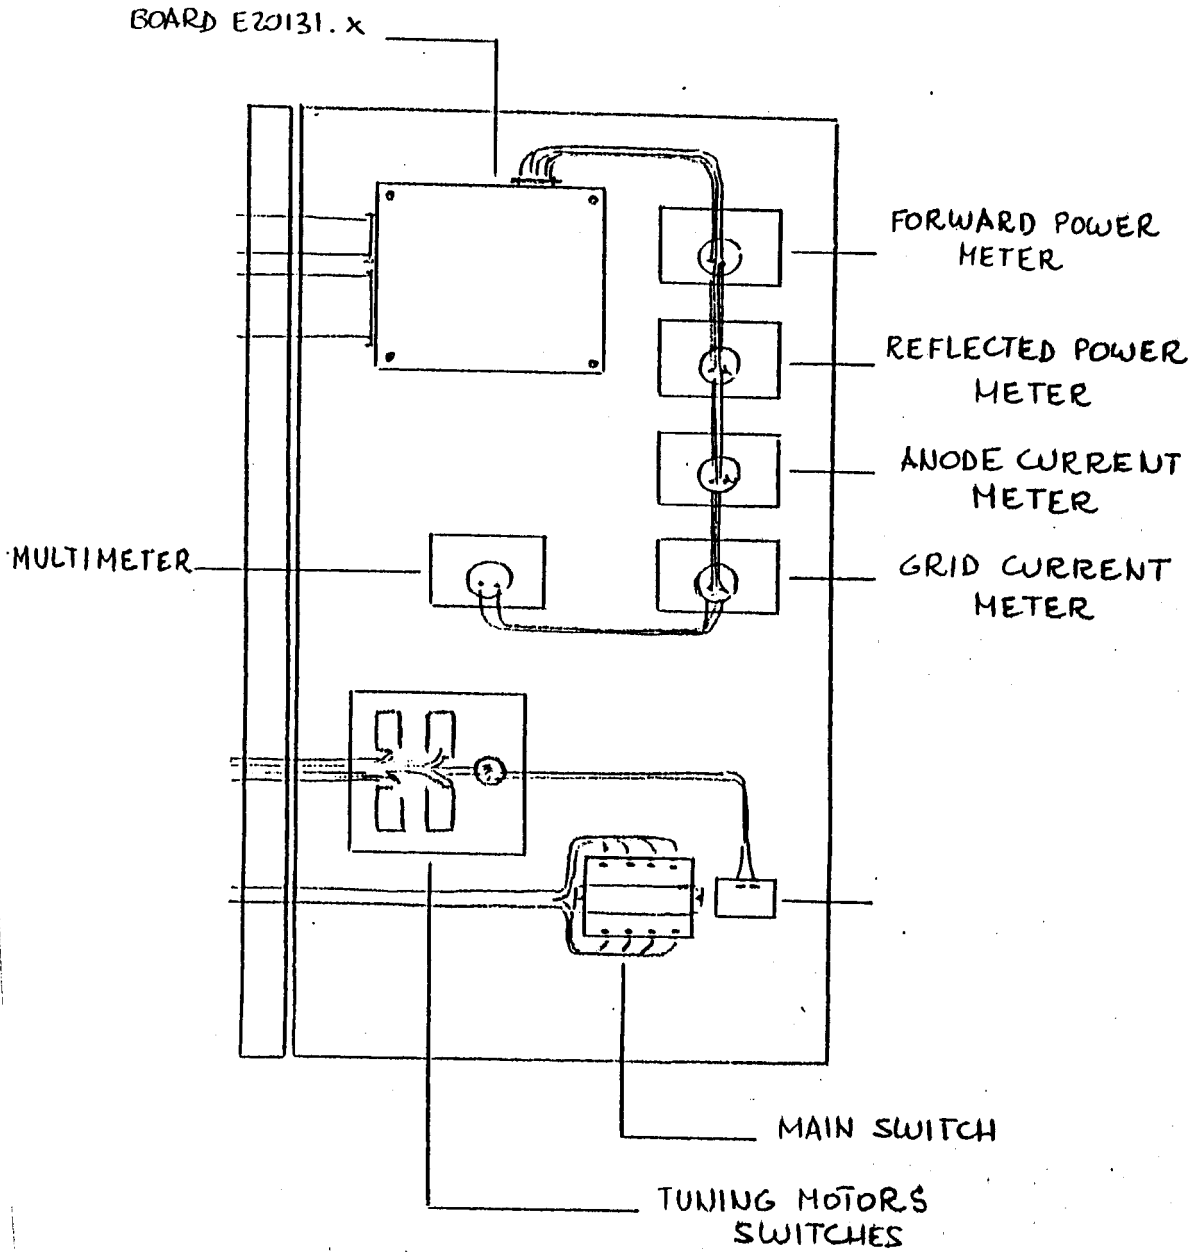 BOARD E20131.X
FORWARD POWER
METER
REFLECTED POWER
METER
ANODE CURRENT
METER
MULTIMETER
GRID CURRENT
METER
MAIN SWITCH
TUNING MOTORS
SWITCHES